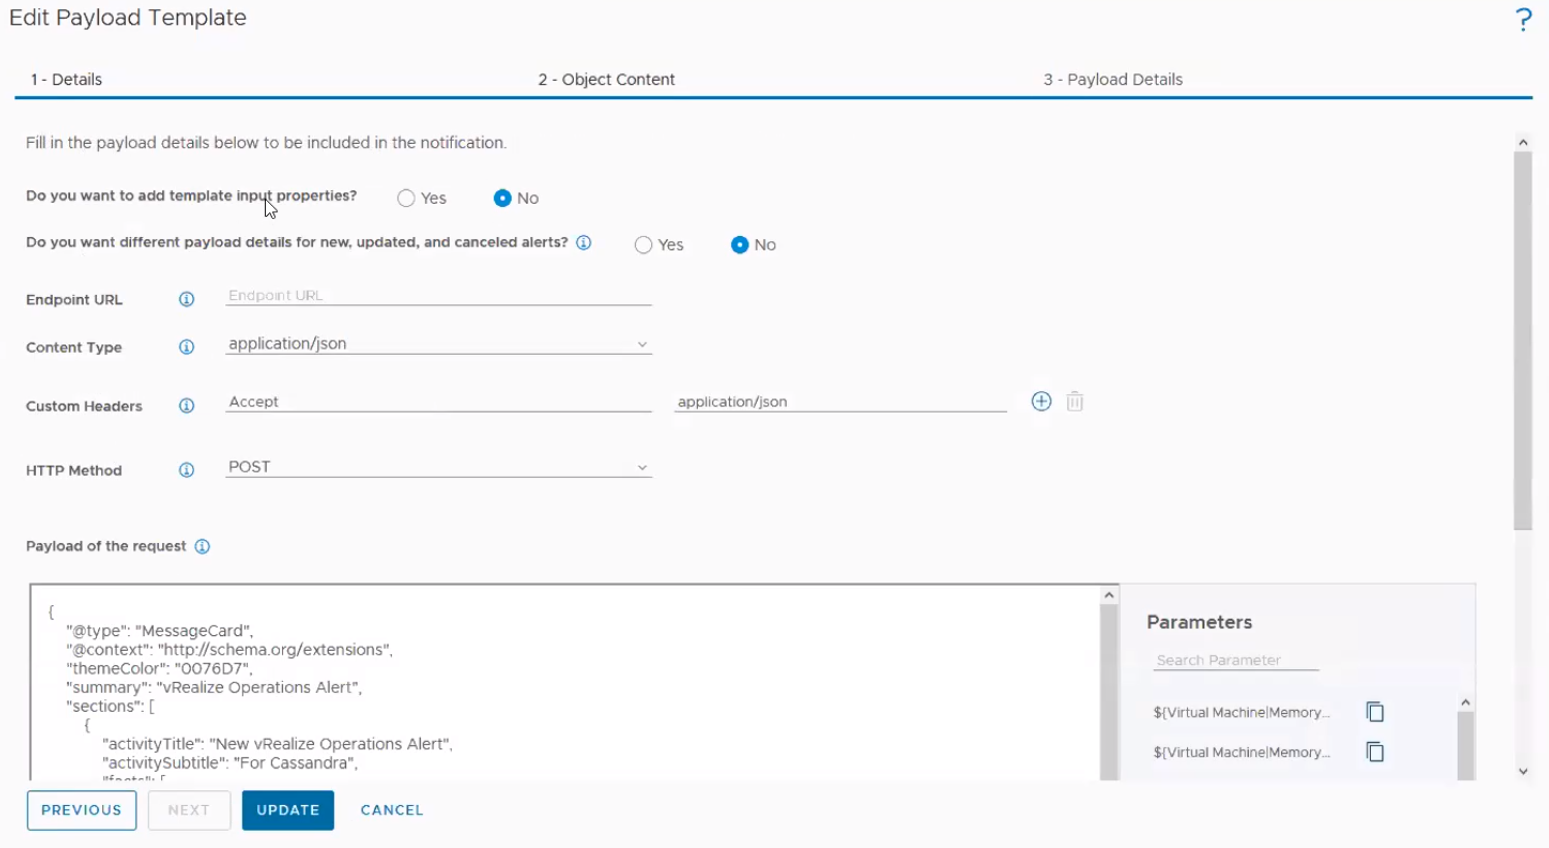 Edit Payload Template
?
1 - Details
2 - Object Content
3 - Payload Details
Fill in the payload details below to be included in the notification.
Do you want to add template input properties? Yes No
Do you want different payload details for new, updated, and canceled alerts? Yes No
Endpoint URL Endpoint URL
Content Type application/json
Custom Headers Accept application/json
HTTP Method POST
Payload of the request
{
"@type": "MessageCard",
"@context": "http://schema.org/extensions",
"themeColor": "0076D7",
"summary": "vRealize Operations Alert",
"sections": [
{
"activityTitle": "New vRealize Operations Alert",
"activitySubtitle": "For Cassandra",
"facts": [
Parameters
Search Parameter
${Virtual Machine|Memory...
${Virtual Machine|Memory...
PREVIOUS NEXT UPDATE CANCEL